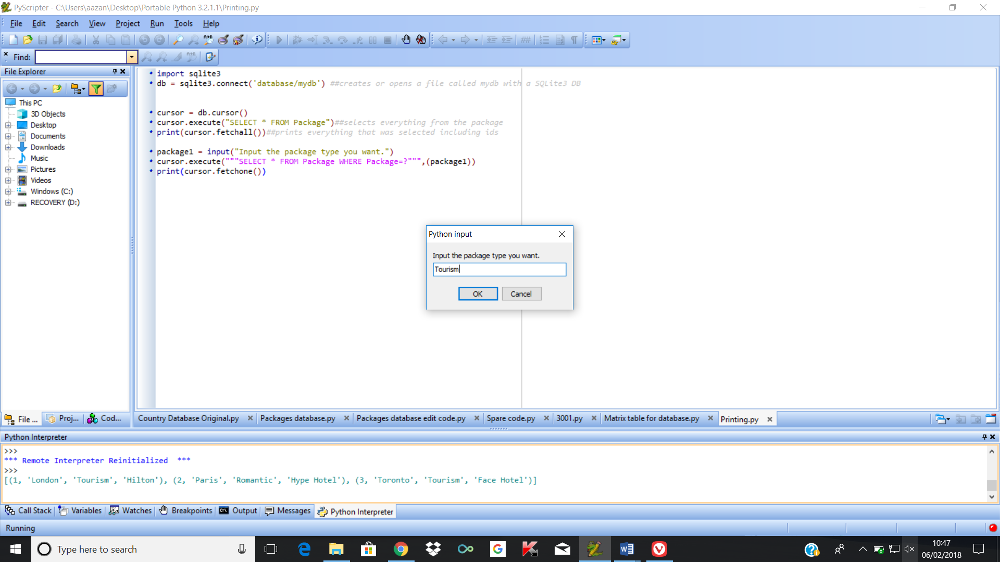 PyScripter - C:\Users\aazan\Desktop\Portable Python 3.2.1.1\Printing.py
File Edit Search View Project Run Tools Help
Find:
File Explorer
This PC
3D Objects
Desktop
Documents
Downloads
Music
Pictures
Videos
Windows (C:)
RECOVERY (D:)
import sqlite3
db = sqlite3.connect('database/mydb') ##creates or opens a file called mydb with a SQLite3 DB
cursor = db.cursor()
cursor.execute("SELECT * FROM Package")##selects everything from the package
print(cursor.fetchall())##prints everything that was selected including ids
package1 = input("Input the package type you want.")
cursor.execute("""SELECT * FROM Package WHERE Package=?""",(package1))
print(cursor.fetchone())
Python input
Input the package type you want.
Tourism
OK Cancel
File ... Proj... Cod...
Country Database Original.py Packages database.py Packages database edit code.py Spare code.py 3001.py Matrix table for database.py Printing.py
Python Interpreter
>>>
*** Remote Interpreter Reinitialized ***
>>>
[(1, 'London', 'Tourism', 'Hilton'), (2, 'Paris', 'Romantic', 'Hype Hotel'), (3, 'Toronto', 'Tourism', 'Face Hotel')]
Call Stack Variables Watches Breakpoints Output Messages Python Interpreter
Running
Type here to search
10:47
06/02/2018